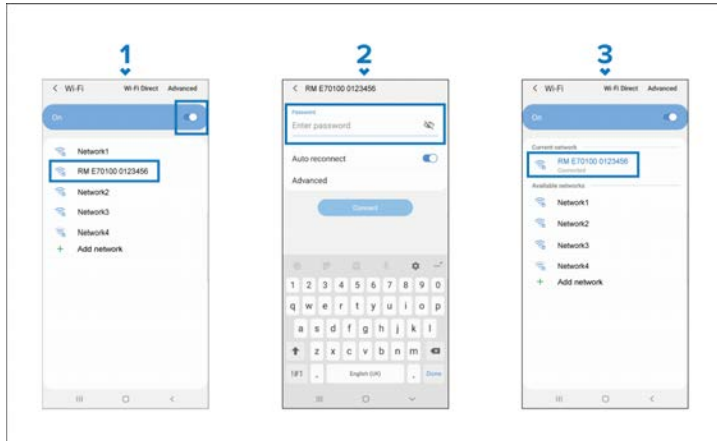 1
2
3
< Wi-Fi Wi-Fi Direct Advanced
On
Network1
RM E70100 0123456
Network2
Network3
Network4
+ Add network
< RM E70100 0123456
Password
Enter password
Auto reconnect
Advanced
Connect
1 2 3 4 5 6 7 8 9 0
q w e r t y u i o p
a s d f g h j k l
z x c v b n m
!#1 , English (UK) . Done
< Wi-Fi Wi-Fi Direct Advanced
On
Current network
RM E70100 0123456
Connected
Available networks
Network1
Network2
Network3
Network4
+ Add network